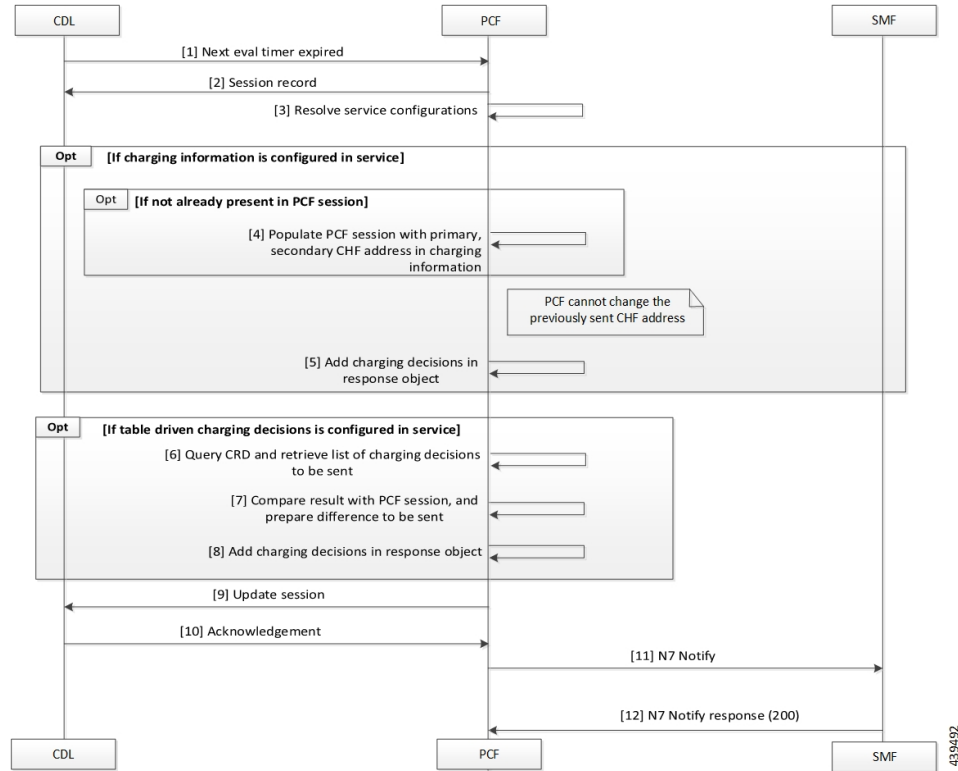 CDL
PCF
SMF
[1] Next eval timer expired
[2] Session record
[3] Resolve service configurations
Opt
[If charging information is configured in service]
Opt
[If not already present in PCF session]
[4] Populate PCF session with primary,
secondary CHF address in charging
information
PCF cannot change the
previously sent CHF address
[5] Add charging decisions in
response object
Opt
[If table driven charging decisions is configured in service]
[6] Query CRD and retrieve list of charging decisions
to be sent
[7] Compare result with PCF session, and
prepare difference to be sent
[8] Add charging decisions in response object
[9] Update session
[10] Acknowledgement
[11] N7 Notify
[12] N7 Notify response (200)
CDL
PCF
SMF
439492